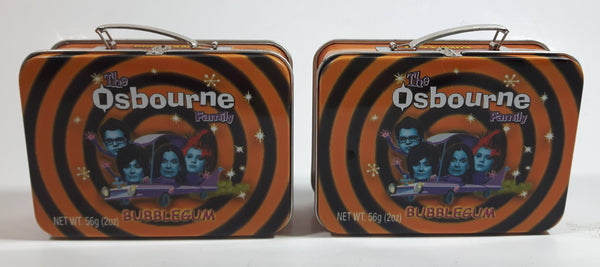 The
Osbourne
Family
BUBBLEGUM
NET WT. 56g (2oz)
The
Osbourne
Family
BUBBLEGUM
NET WT. 56g (2oz)